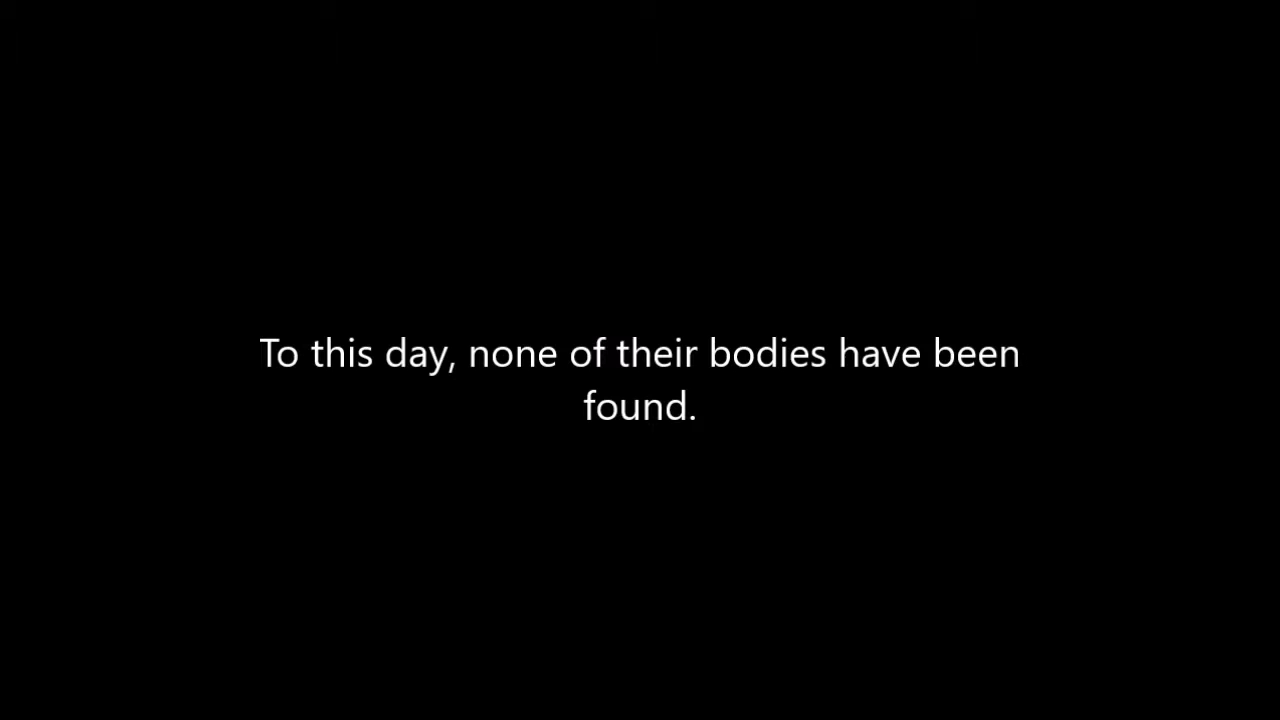 To this day, none of their bodies have been
found.